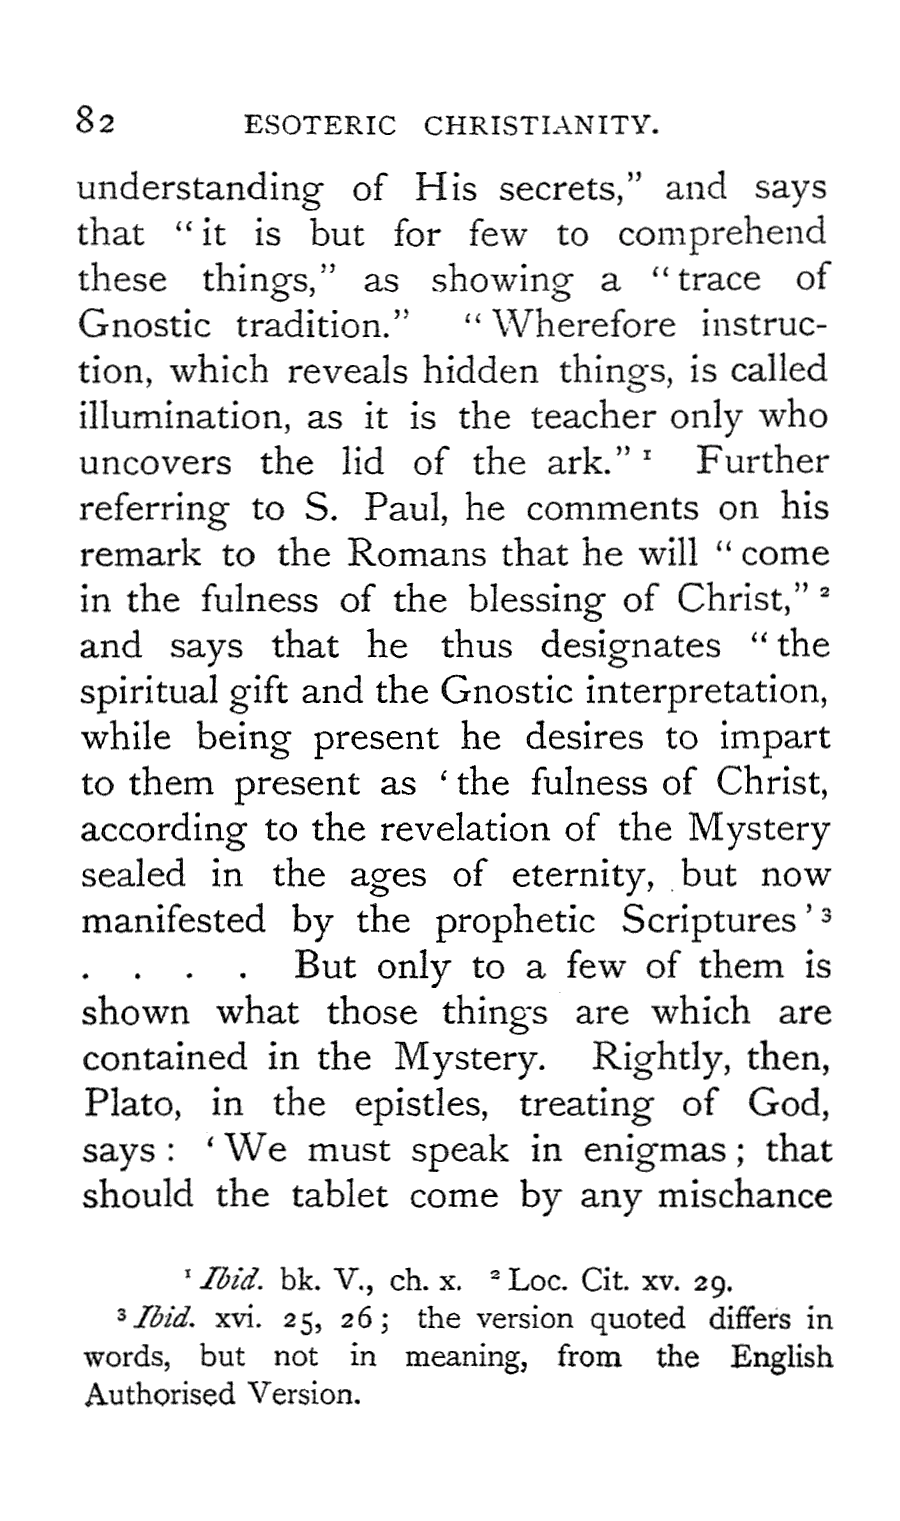 82 ESOTERIC CHRISTIANITY.
understanding of His secrets,” and says
that “ it is but for few to comprehend
these things,” as showing a “ trace of
Gnostic tradition.” “ Wherefore instruc-
tion, which reveals hidden things, is called
illumination, as it is the teacher only who
uncovers the lid of the ark.” ¹ Further
referring to S. Paul, he comments on his
remark to the Romans that he will “ come
in the fulness of the blessing of Christ,” ²
and says that he thus designates “ the
spiritual gift and the Gnostic interpretation,
while being present he desires to impart
to them present as ‘ the fulness of Christ,
according to the revelation of the Mystery
sealed in the ages of eternity, but now
manifested by the prophetic Scriptures ’ ³
. . . . But only to a few of them is
shown what those things are which are
contained in the Mystery. Rightly, then,
Plato, in the epistles, treating of God,
says : ‘ We must speak in enigmas ; that
should the tablet come by any mischance
¹ Ibid. bk. V., ch. x. ² Loc. Cit. xv. 29.
³ Ibid. xvi. 25, 26 ; the version quoted differs in
words, but not in meaning, from the English
Authorised Version.